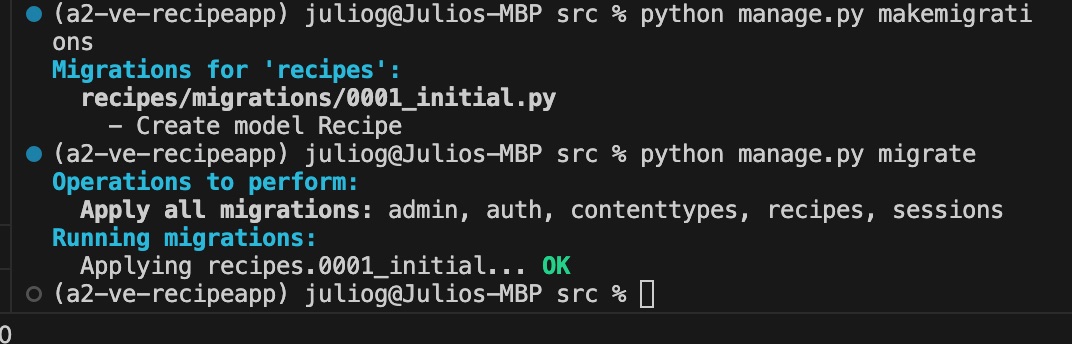 (a2-ve-recipeapp) juliog@Julios-MBP src % python manage.py makemigrati
ons
Migrations for 'recipes':
recipes/migrations/0001_initial.py
- Create model Recipe
(a2-ve-recipeapp) juliog@Julios-MBP src % python manage.py migrate
Operations to perform:
Apply all migrations: admin, auth, contenttypes, recipes, sessions
Running migrations:
Applying recipes.0001_initial... OK
(a2-ve-recipeapp) juliog@Julios-MBP src %
0